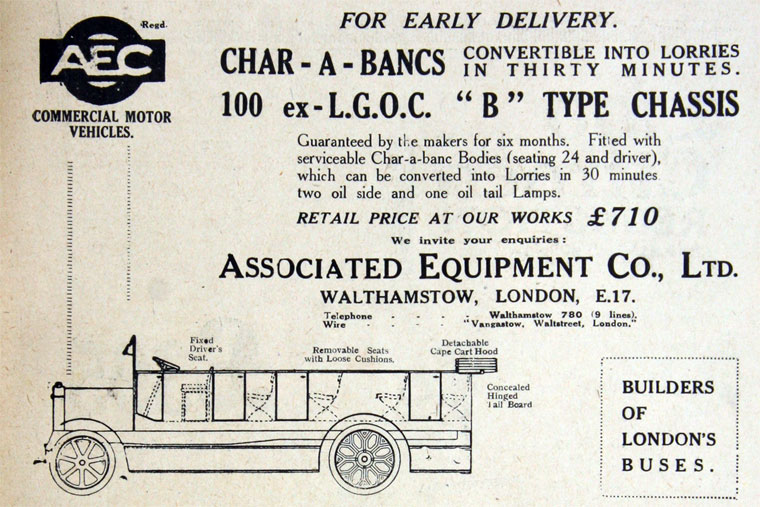 Regd.
AEC
COMMERCIAL MOTOR
VEHICLES.
FOR EARLY DELIVERY.
CHAR-A-BANCS CONVERTIBLE INTO LORRIES
IN THIRTY MINUTES.
100 ex-L.G.O.C. "B" TYPE CHASSIS
Guaranteed by the makers for six months. Fitted with
serviceable Char-a-banc Bodies (seating 24 and driver),
which can be converted into Lorries in 30 minutes
two oil side and one oil tail Lamps.
RETAIL PRICE AT OUR WORKS £710
We invite your enquiries:
ASSOCIATED EQUIPMENT CO., LTD.
WALTHAMSTOW, LONDON, E.17.
Telephone - - - - Walthamstow 780 (9 lines).
Wire - - - - "Vangastow, Waltstreet, London."
Fixed
Driver's
Seat.
Removable Seats
with Loose Cushions.
Detachable
Cape Cart Hood
Concealed
Hinged
Tail Board
BUILDERS
OF
LONDON'S
BUSES.